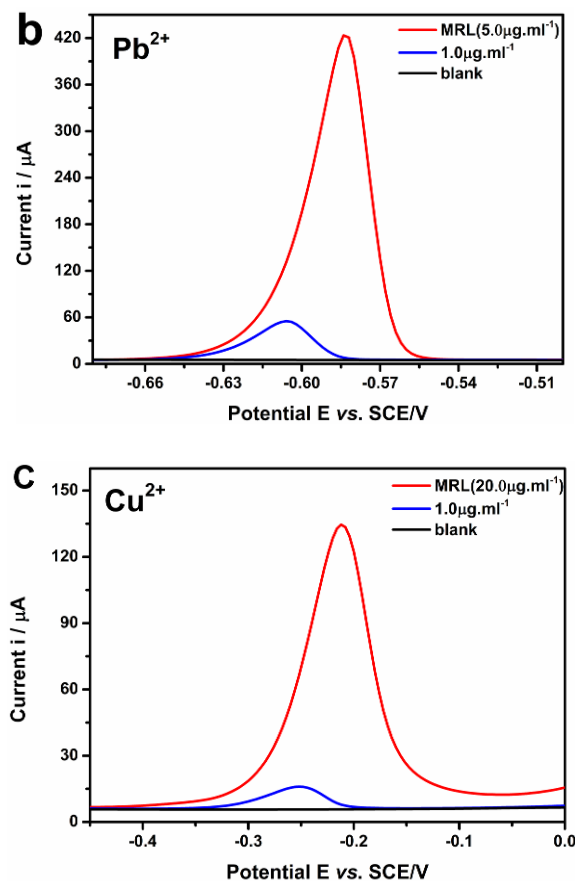 b
Pb²⁺
MRL(5.0μg.ml⁻¹)
1.0μg.ml⁻¹
blank
420
360
300
240
180
120
60
0
Current i / μA
-0.66 -0.63 -0.60 -0.57 -0.54 -0.51
Potential E vs. SCE/V
c
Cu²⁺
MRL(20.0μg.ml⁻¹)
1.0μg.ml⁻¹
blank
150
120
90
60
30
0
Current i / μA
-0.4 -0.3 -0.2 -0.1 0.0
Potential E vs. SCE/V